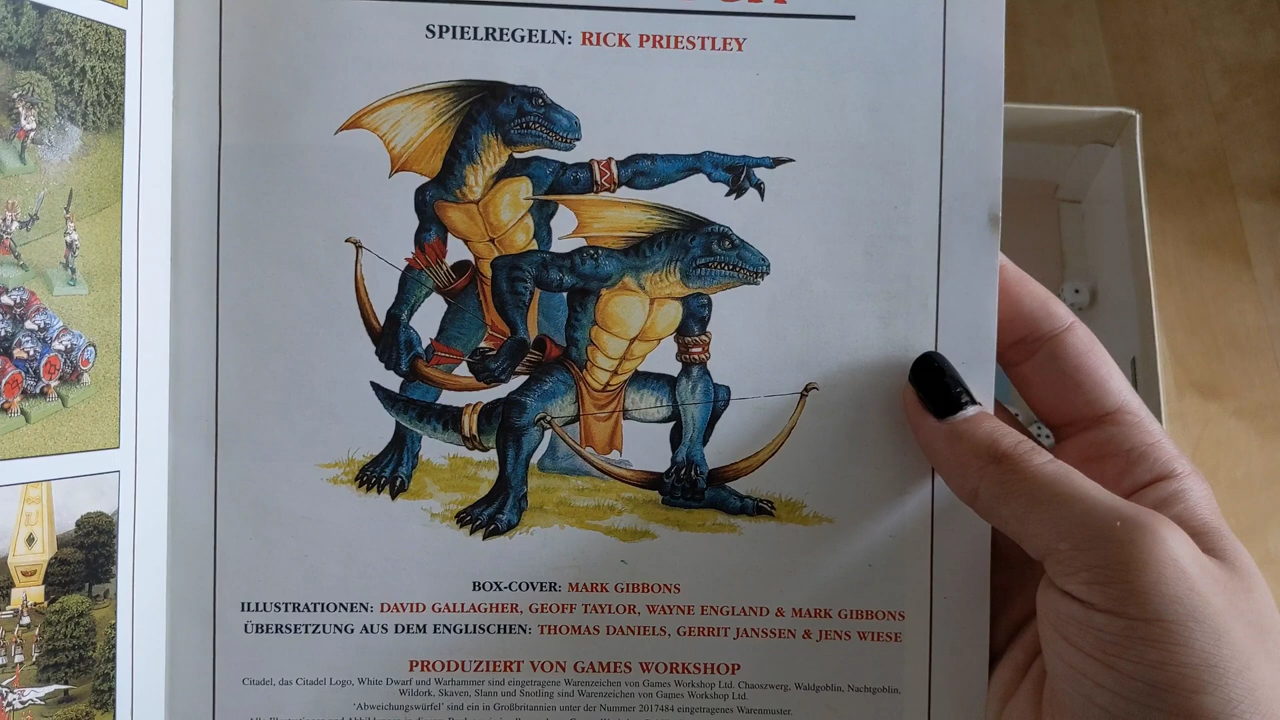 SPIELREGELN: RICK PRIESTLEY
BOX-COVER: MARK GIBBONS
ILLUSTRATIONEN: DAVID GALLAGHER, GEOFF TAYLOR, WAYNE ENGLAND & MARK GIBBONS
ÜBERSETZUNG AUS DEM ENGLISCHEN: THOMAS DANIELS, GERRIT JANSSEN & JENS WIESE
PRODUZIERT VON GAMES WORKSHOP
Citadel, das Citadel Logo, White Dwarf und Warhammer sind eingetragene Warenzeichen von Games Workshop Ltd. Chaoszwerg, Waldgoblin, Nachtgoblin,
Wildork, Skaven, Slann und Snotling sind Warenzeichen von Games Workshop Ltd.
'Abweichungswürfel' sind ein in Großbritannien unter der Nummer 2017484 eingetragenes Warenmuster.